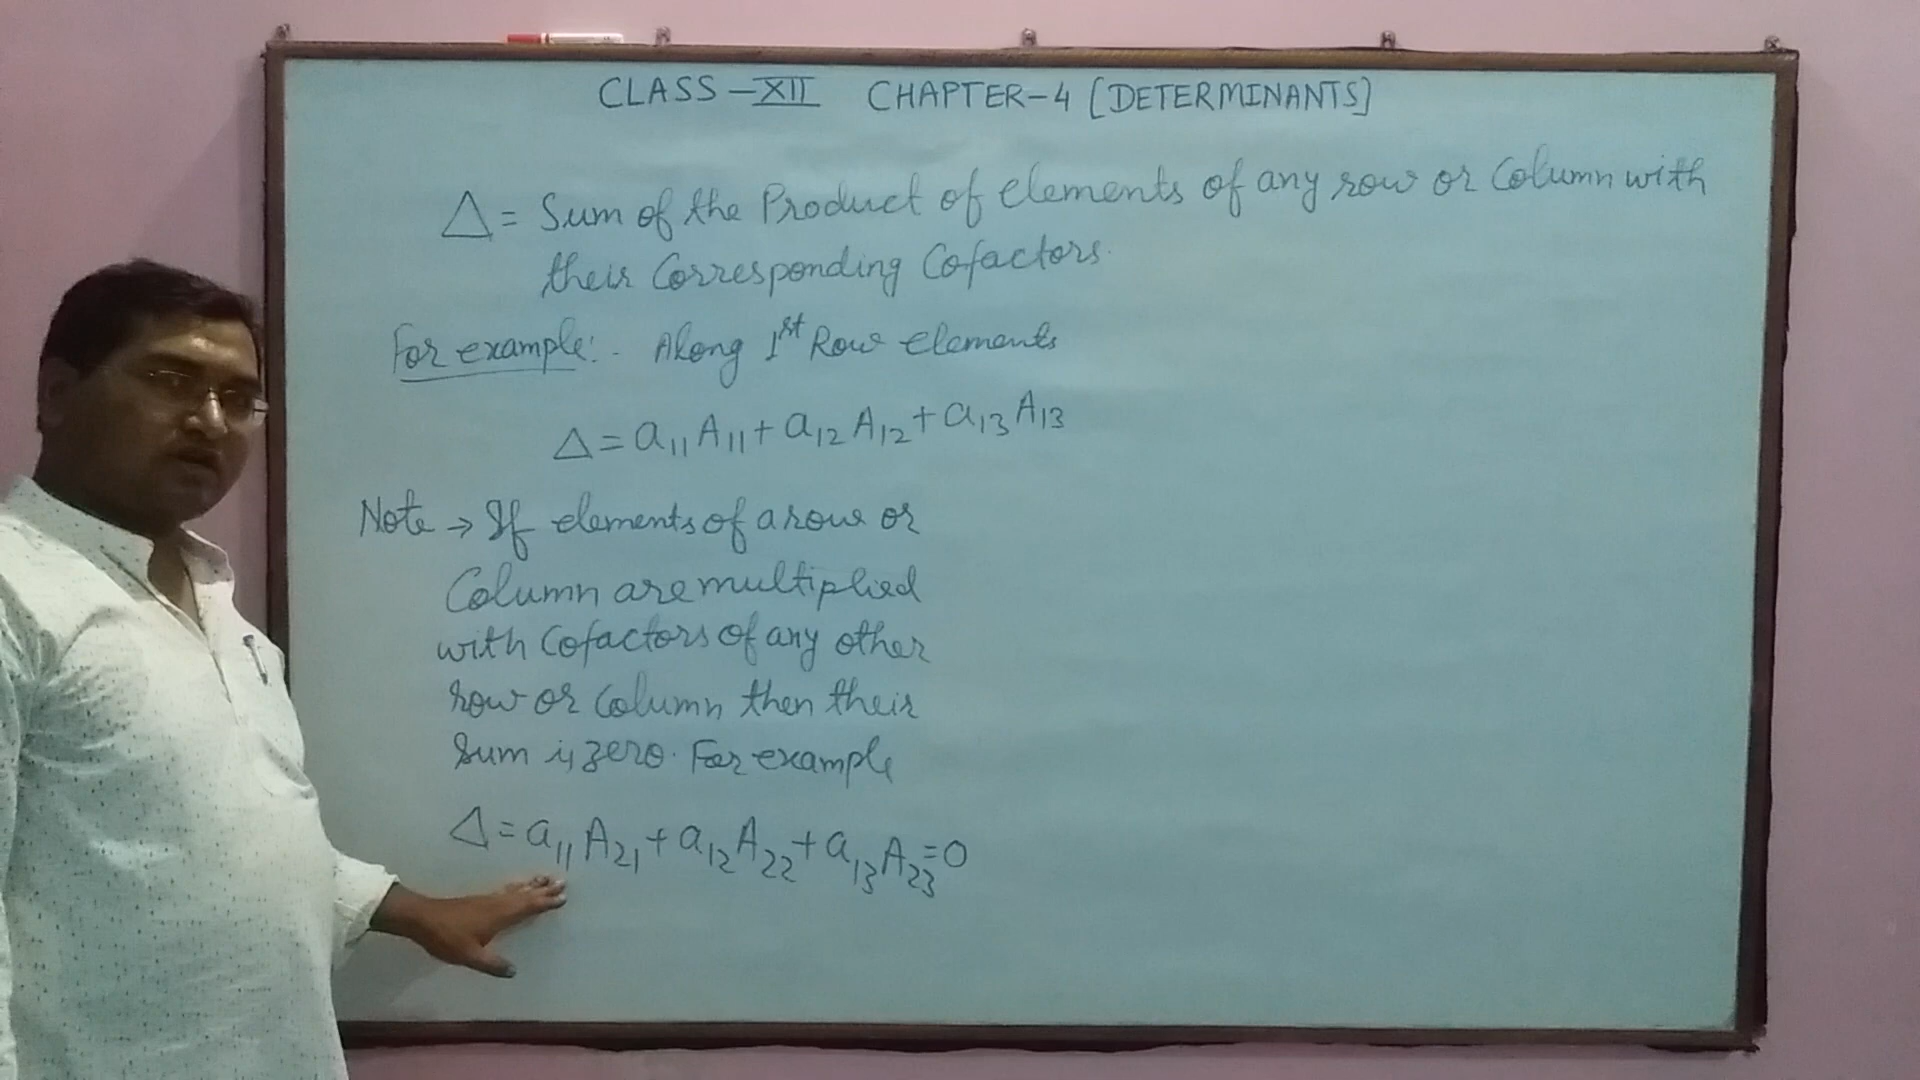 CLASS-XII CHAPTER-4 [DETERMINANTS]
Δ = Sum of the Product of elements of any row or Column with
their Corresponding Cofactors.
For example:- Along 1st Row elements
Δ = a11 A11 + a12 A12 + a13 A13
Note → If elements of a row or
Column are multiplied
with Cofactors of any other
row or Column then their
Sum is zero. For example
Δ = a11 A21 + a12 A22 + a13 A23 = 0